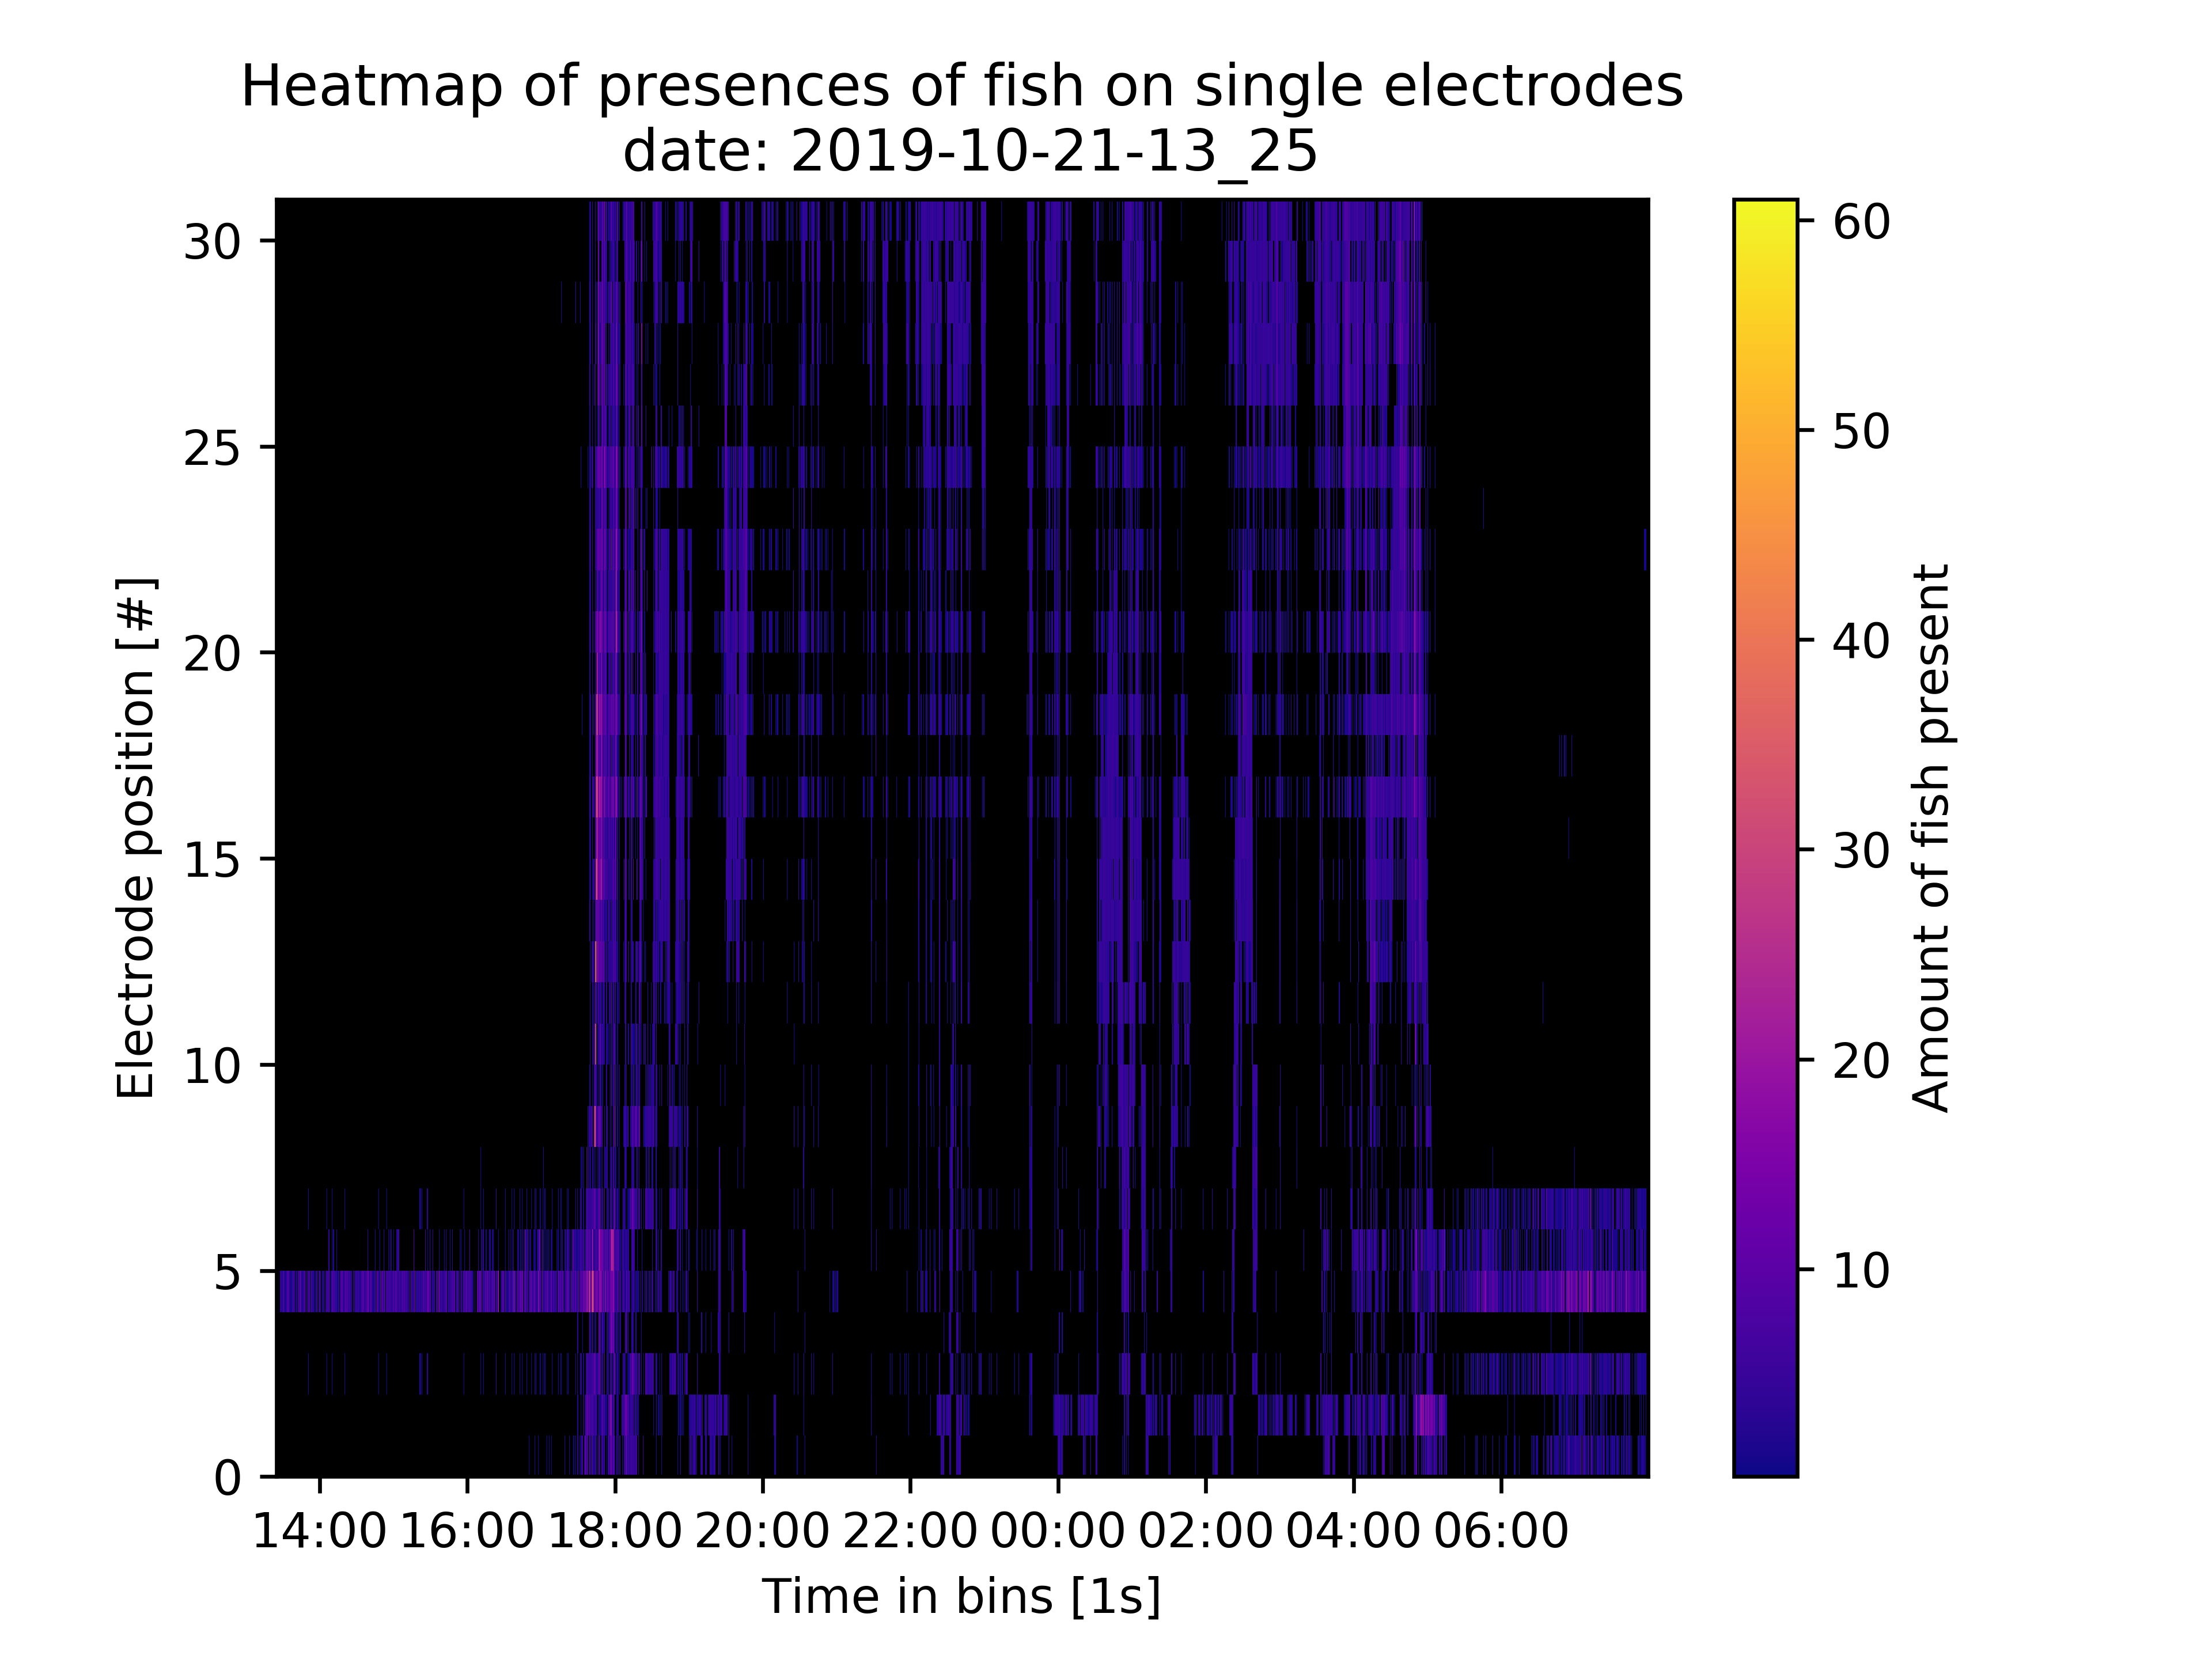 Heatmap of presences of fish on single electrodes
date: 2019-10-21-13_25
Electrode position [#]
30
25
20
15
10
5
0
14:00 16:00 18:00 20:00 22:00 00:00 02:00 04:00 06:00
Time in bins [1s]
60
50
40
30
20
10
Amount of fish present